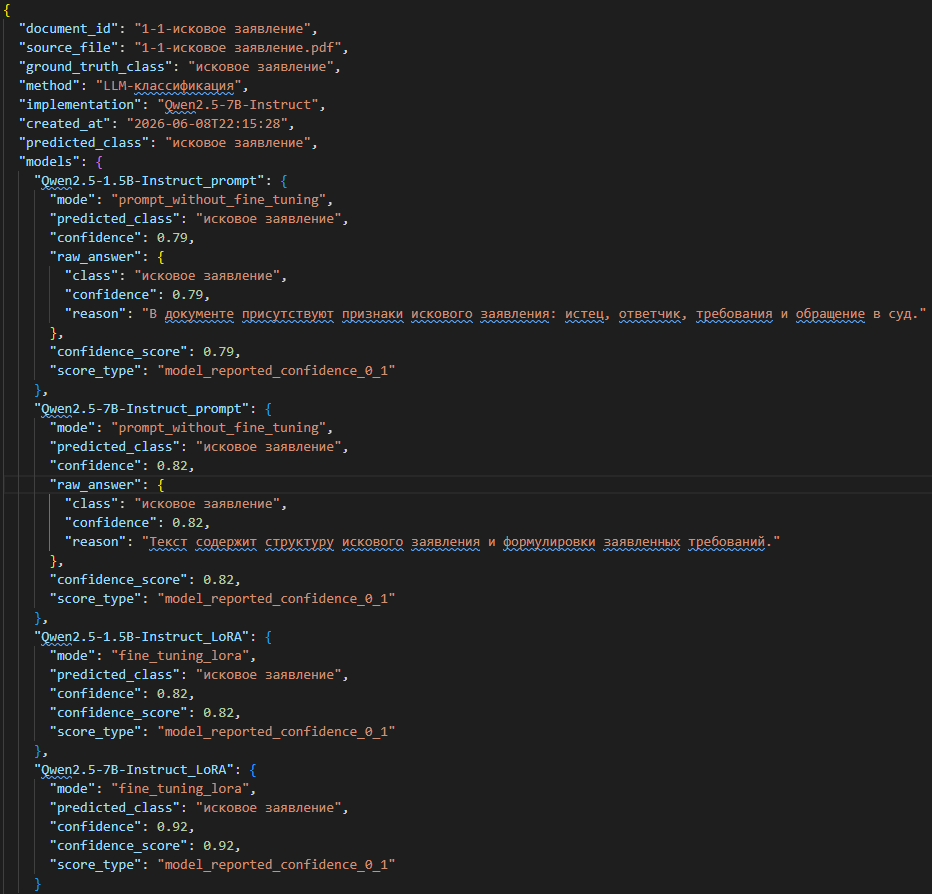 {
"document_id": "1-1-исковое заявление",
"source_file": "1-1-исковое заявление.pdf",
"ground_truth_class": "исковое заявление",
"method": "LLM-классификация",
"implementation": "Qwen2.5-7B-Instruct",
"created_at": "2026-06-08T22:15:28",
"predicted_class": "исковое заявление",
"models": {
"Qwen2.5-1.5B-Instruct_prompt": {
"mode": "prompt_without_fine_tuning",
"predicted_class": "исковое заявление",
"confidence": 0.79,
"raw_answer": {
"class": "исковое заявление",
"confidence": 0.79,
"reason": "В документе присутствуют признаки искового заявления: истец, ответчик, требования и обращение в суд."
},
"confidence_score": 0.79,
"score_type": "model_reported_confidence_0_1"
},
"Qwen2.5-7B-Instruct_prompt": {
"mode": "prompt_without_fine_tuning",
"predicted_class": "исковое заявление",
"confidence": 0.82,
"raw_answer": {
"class": "исковое заявление",
"confidence": 0.82,
"reason": "Текст содержит структуру искового заявления и формулировки заявленных требований."
},
"confidence_score": 0.82,
"score_type": "model_reported_confidence_0_1"
},
"Qwen2.5-1.5B-Instruct_LoRA": {
"mode": "fine_tuning_lora",
"predicted_class": "исковое заявление",
"confidence": 0.82,
"confidence_score": 0.82,
"score_type": "model_reported_confidence_0_1"
},
"Qwen2.5-7B-Instruct_LoRA": {
"mode": "fine_tuning_lora",
"predicted_class": "исковое заявление",
"confidence": 0.92,
"confidence_score": 0.92,
"score_type": "model_reported_confidence_0_1"
}